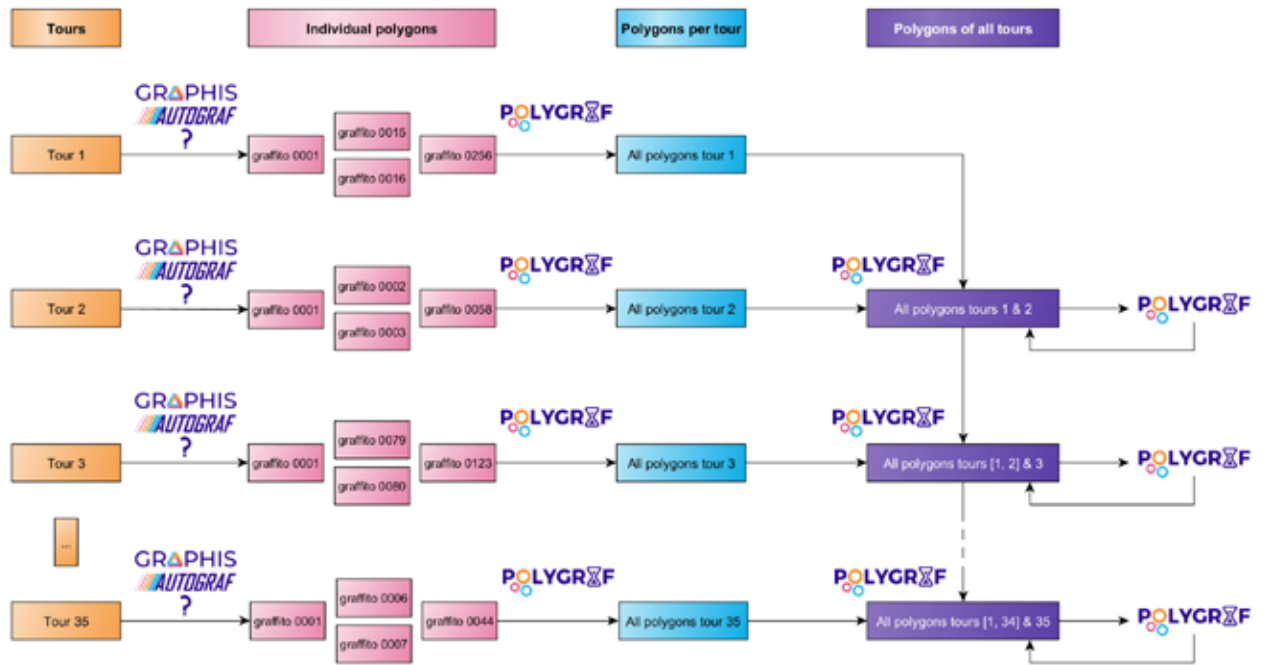 Tours
Individual polygons
Polygons per tour
Polygons of all tours
GRAPHIS
AUTOGRAF
?
POLYGRAF
Tour 1
graffito 0001
graffito 0015
graffito 0016
graffito 0256
All polygons tour 1
GRAPHIS
AUTOGRAF
?
POLYGRAF
POLYGRAF
Tour 2
graffito 0001
graffito 0002
graffito 0003
graffito 0058
All polygons tour 2
All polygons tours 1 & 2
POLYGRAF
GRAPHIS
AUTOGRAF
?
POLYGRAF
POLYGRAF
Tour 3
graffito 0001
graffito 0079
graffito 0080
graffito 0123
All polygons tour 3
All polygons tours [1, 2] & 3
POLYGRAF
...
GRAPHIS
AUTOGRAF
?
POLYGRAF
POLYGRAF
Tour 35
graffito 0001
graffito 0006
graffito 0007
graffito 0044
All polygons tour 35
All polygons tours [1, 34] & 35
POLYGRAF